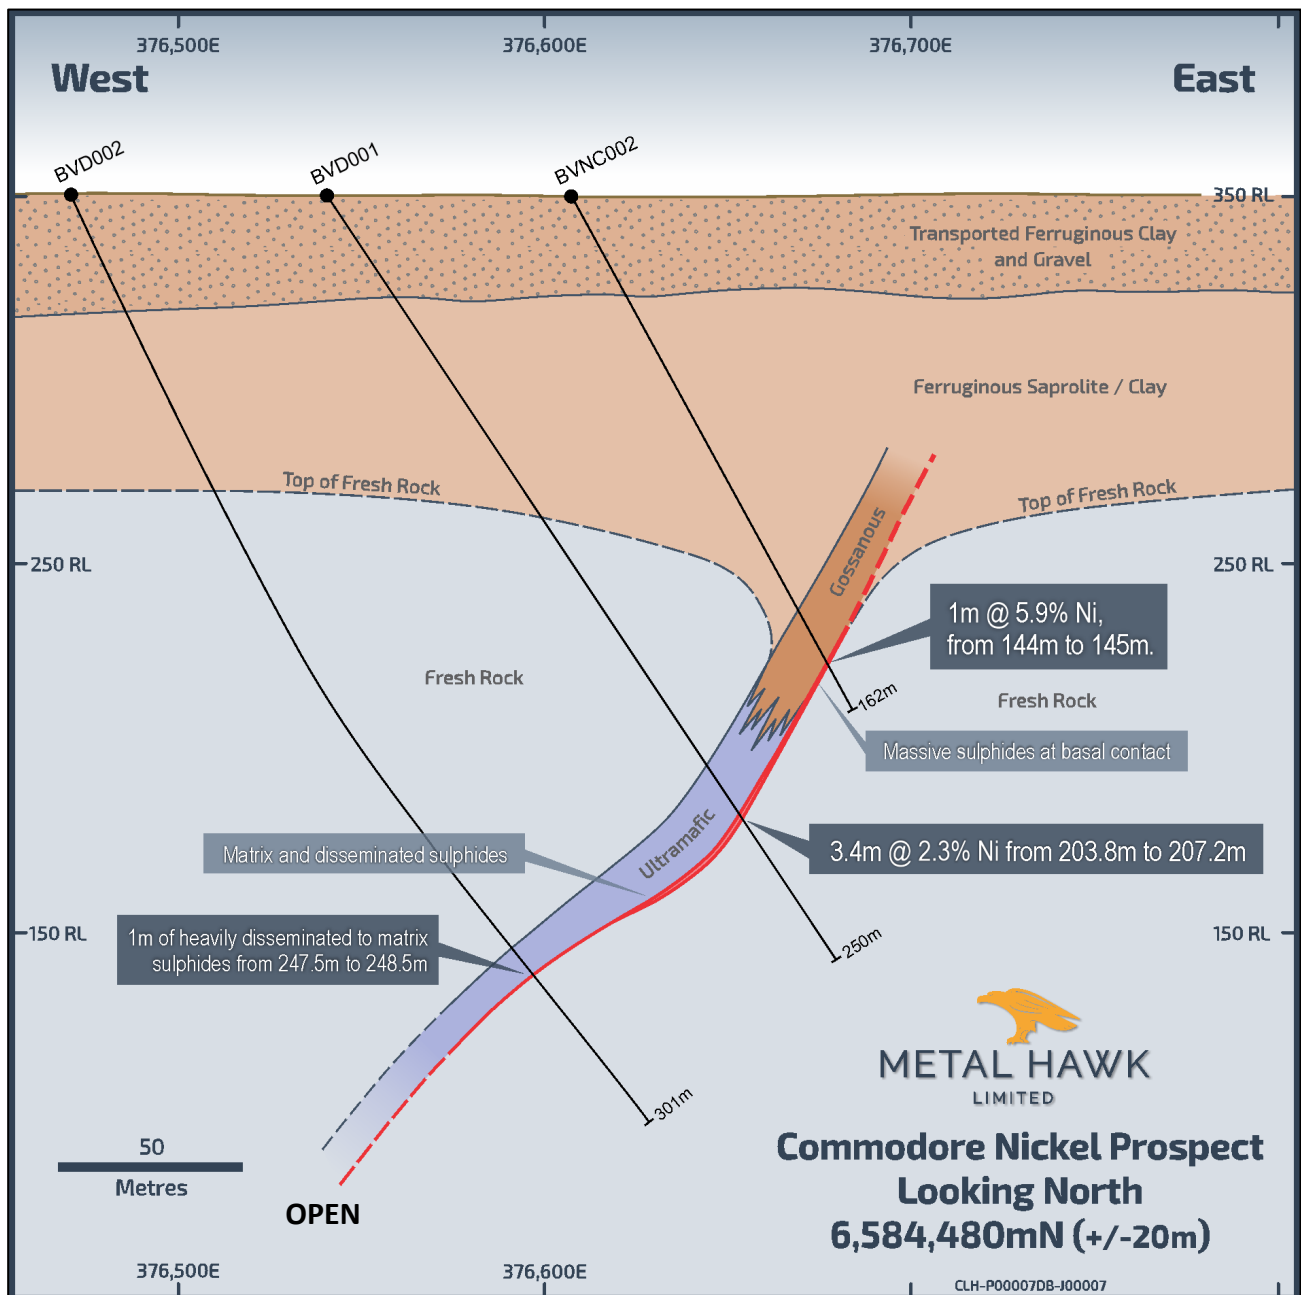 376,500E
376,600E
376,700E
West
East
BVD002
BVD001
BVNC002
350 RL
Transported Ferruginous Clay
and Gravel
Ferruginous Saprolite / Clay
Top of Fresh Rock
Top of Fresh Rock
250 RL
250 RL
Gossanous
1m @ 5.9% Ni,
from 144m to 145m.
Fresh Rock
Fresh Rock
162m
Massive sulphides at basal contact
Ultramafic
3.4m @ 2.3% Ni from 203.8m to 207.2m
Matrix and disseminated sulphides
150 RL
150 RL
1m of heavily disseminated to matrix
sulphides from 247.5m to 248.5m
250m
METAL HAWK
LIMITED
301m
50
Metres
OPEN
Commodore Nickel Prospect
Looking North
6,584,480mN (+/-20m)
376,500E
376,600E
CLH-P00007DB-J00007